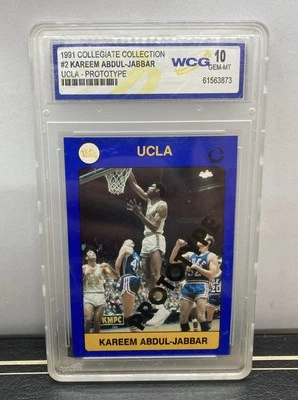 1991 COLLEGIATE COLLECTION
#2 KAREEM ABDUL-JABBAR
UCLA - PROTOTYPE
WCG 10
GEM-MT
61563873
UCLA
PROTOTYPE
KMPC
KAREEM ABDUL-JABBAR